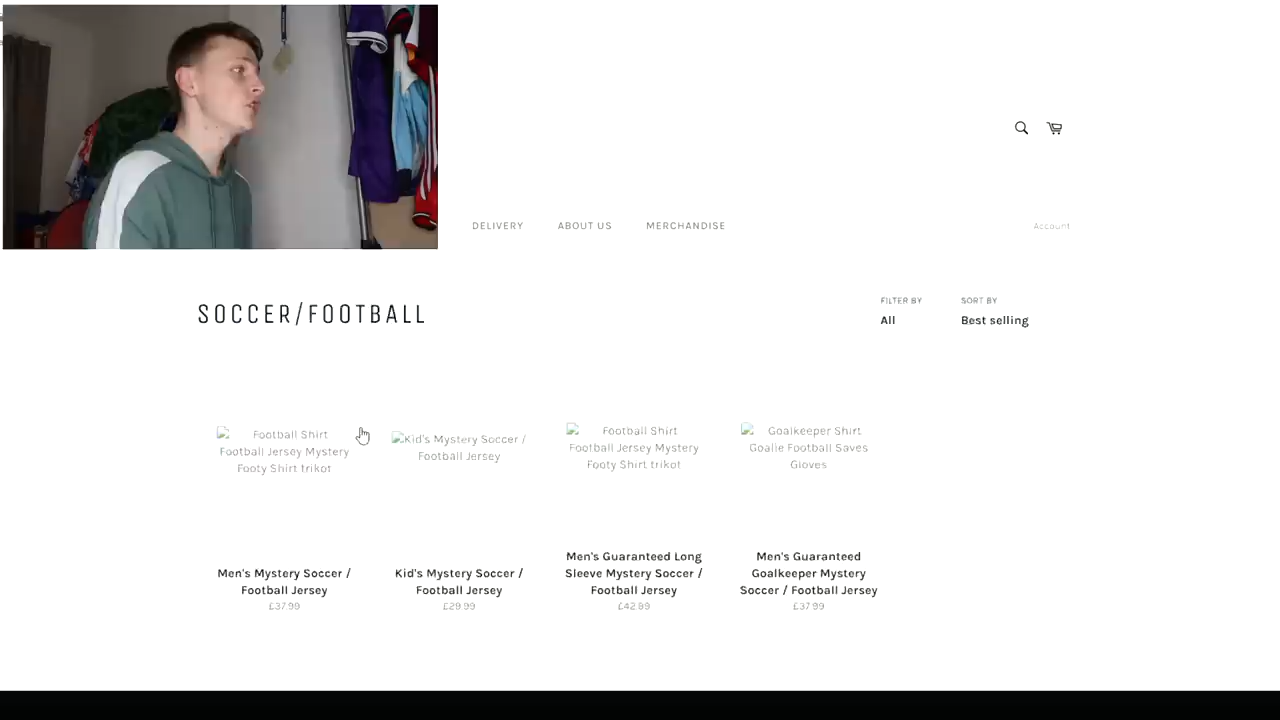 DELIVERY
ABOUT US
MERCHANDISE
Account
SOCCER/FOOTBALL
FILTER BY
SORT BY
All
Best selling
Football Shirt
Football Jersey Mystery
Footy Shirt trikot
Kid's Mystery Soccer /
Football Jersey
Football Shirt
Football Jersey Mystery
Footy Shirt trikot
Goalkeeper Shirt
Goalie Football Saves
Gloves
Men's Mystery Soccer /
Football Jersey
£37.99
Kid's Mystery Soccer /
Football Jersey
£29.99
Men's Guaranteed Long
Sleeve Mystery Soccer /
Football Jersey
£42.99
Men's Guaranteed
Goalkeeper Mystery
Soccer / Football Jersey
£37.99